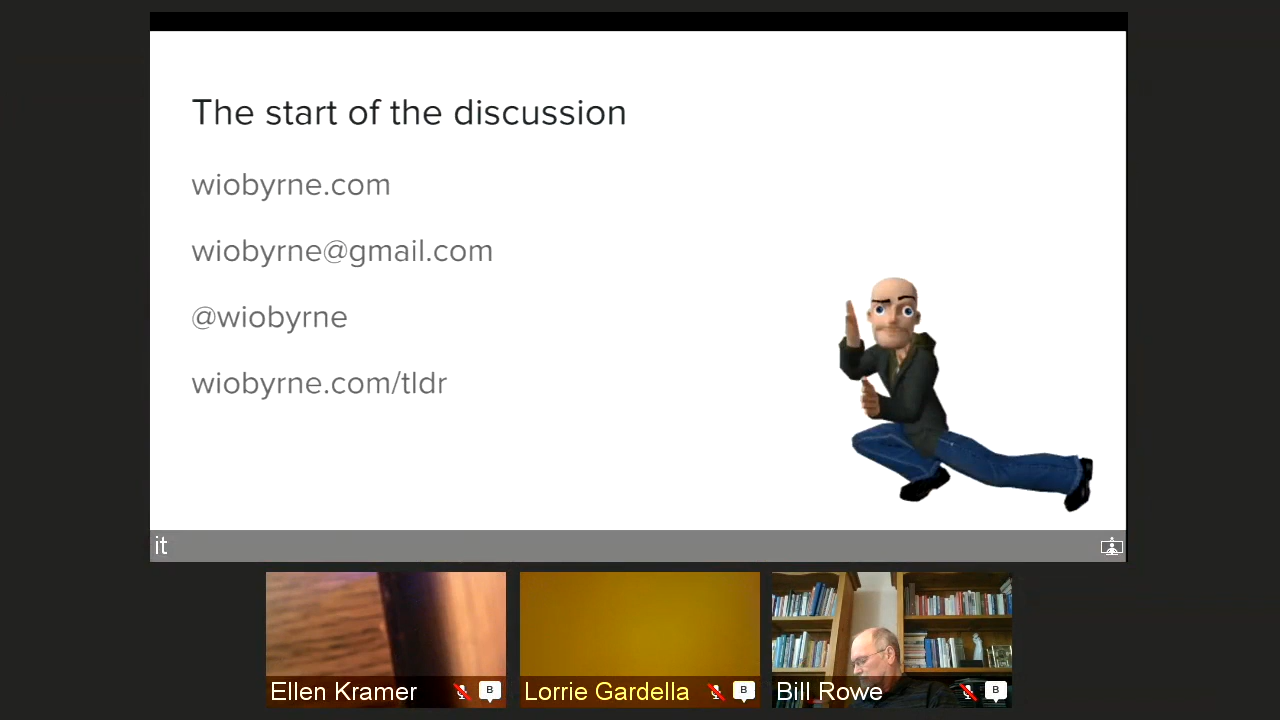 The start of the discussion
wiobyrne.com
wiobyrne@gmail.com
@wiobyrne
wiobyrne.com/tldr
it
Ellen Kramer
B
Lorrie Gardella
B
Bill Rowe
B